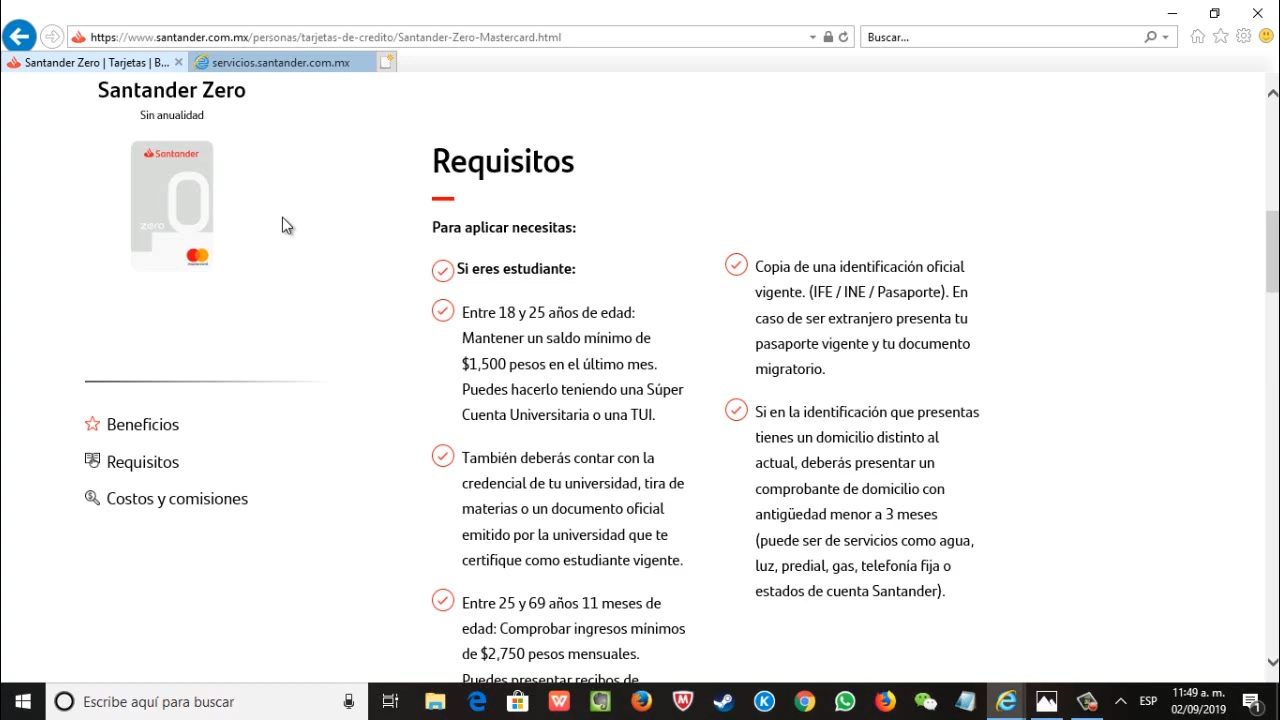 https://www.santander.com.mx/personas/tarjetas-de-credito/Santander-Zero-Mastercard.html
Buscar...
Santander Zero | Tarjetas | B...
servicios.santander.com.mx
Santander Zero
Sin anualidad
Santander
zero
mastercard
Beneficios
Requisitos
Costos y comisiones
Requisitos
Para aplicar necesitas:
Si eres estudiante:
Entre 18 y 25 años de edad:
Mantener un saldo mínimo de
$1,500 pesos en el último mes.
Puedes hacerlo teniendo una Súper
Cuenta Universitaria o una TUI.
También deberás contar con la
credencial de tu universidad, tira de
materias o un documento oficial
emitido por la universidad que te
certifique como estudiante vigente.
Entre 25 y 69 años 11 meses de
edad: Comprobar ingresos mínimos
de $2,750 pesos mensuales.
Puedes presentar recibos de
Copia de una identificación oficial
vigente. (IFE / INE / Pasaporte). En
caso de ser extranjero presenta tu
pasaporte vigente y tu documento
migratorio.
Si en la identificación que presentas
tienes un domicilio distinto al
actual, deberás presentar un
comprobante de domicilio con
antigüedad menor a 3 meses
(puede ser de servicios como agua,
luz, predial, gas, telefonía fija o
estados de cuenta Santander).
Escribe aquí para buscar
ESP
11:49 a. m.
02/09/2019